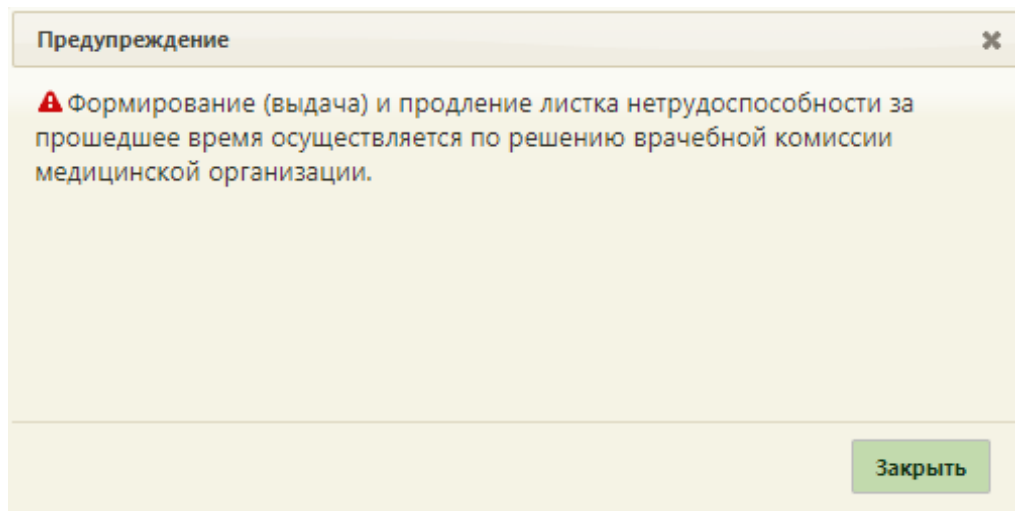 Предупреждение
Формирование (выдача) и продление листка нетрудоспособности за
прошедшее время осуществляется по решению врачебной комиссии
медицинской организации.
Закрыть